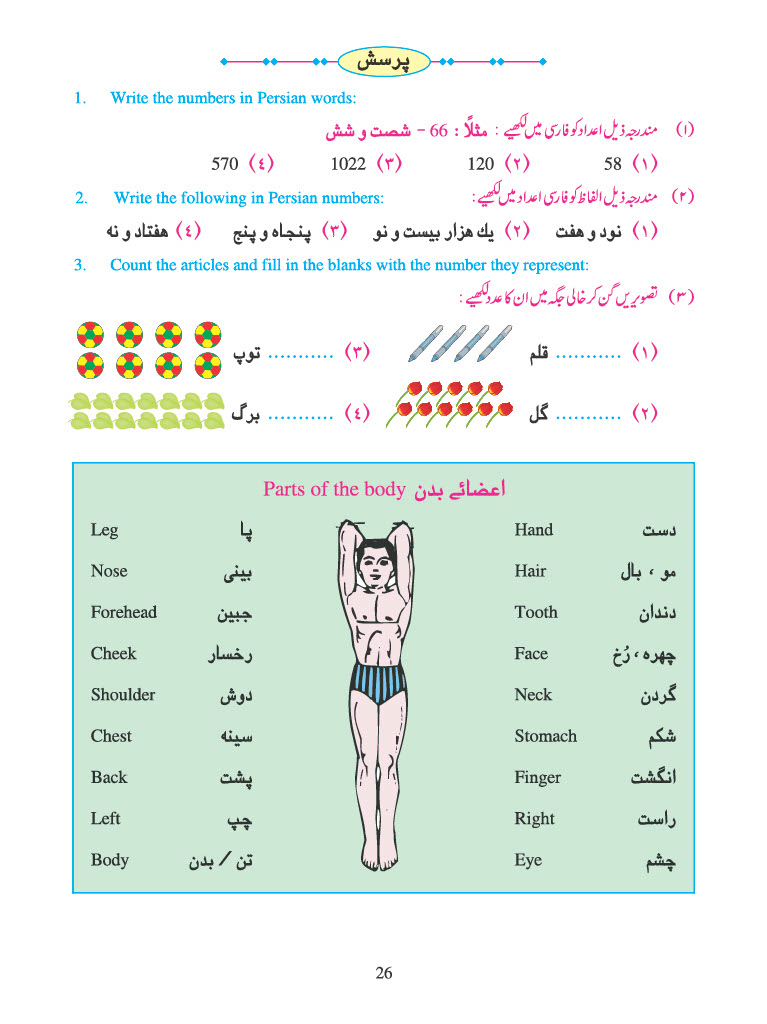 پرسش
1. Write the numbers in Persian words:
(۱) مندرجہ ذیل اعداد کو فارسی میں لکھیے : مثلاً : 66 – شصت و شش
(۱) 58 (۲) 120 (۳) 1022 (٤) 570
2. Write the following in Persian numbers: (۲) مندرجہ ذیل الفاظ کو فارسی اعداد میں لکھیے :
(۱) نود و هفت (۲) يك هزار بيست و نو (۳) پنجاه و پنج (٤) هفتاد و نه
3. Count the articles and fill in the blanks with the number they represent:
(۳) تصویریں گن کر خالی جگہ میں ان کا عدد لکھیے :
(۱) ........... قلم (۳) ........... توپ
(۲) ........... گل (٤) ........... برگ
Parts of the body اعضائے بدن
Leg پا Hand دست
Nose بینی Hair مو ، بال
Forehead جبین Tooth دندان
Cheek رخسار Face چهره ، رُخ
Shoulder دوش Neck گردن
Chest سینه Stomach شکم
Back پشت Finger انگشت
Left چپ Right راست
Body تن / بدن Eye چشم
26